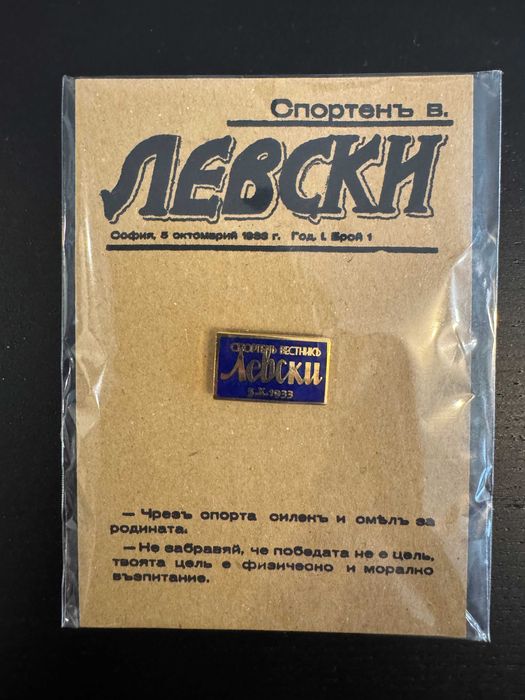 Спортенъ в.
ЛЕВСКИ
София, 5 октомврий 1933 г. Год. I. Брой 1
СПОРТЕНЪ ВЕСТНИКЪ
Левски
5.X.1933
— Чрезъ спорта силенъ и смѣлъ за
родината.
— Не забравяй, че победата не е цель,
твоята цель е физическо и морално
възпитание.